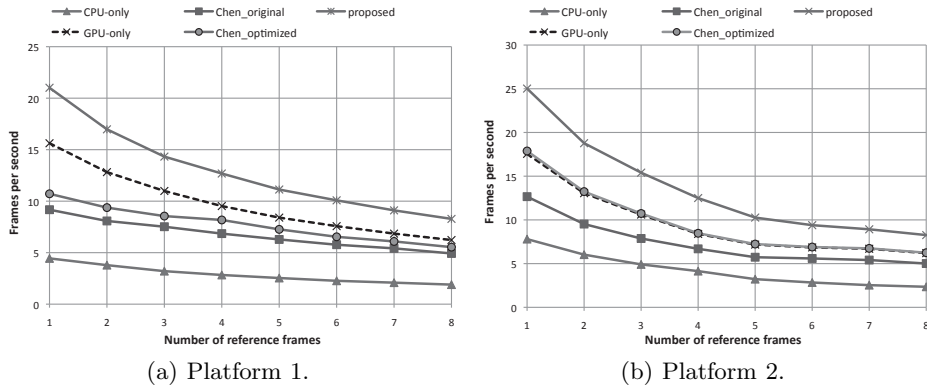 CPU-only Chen_original proposed
GPU-only Chen_optimized
25
20
15
10
5
0
Frames per second
1 2 3 4 5 6 7 8
Number of reference frames
(a) Platform 1.
CPU-only Chen_original proposed
GPU-only Chen_optimized
30
25
20
15
10
5
0
Frames per second
1 2 3 4 5 6 7 8
Number of reference frames
(b) Platform 2.